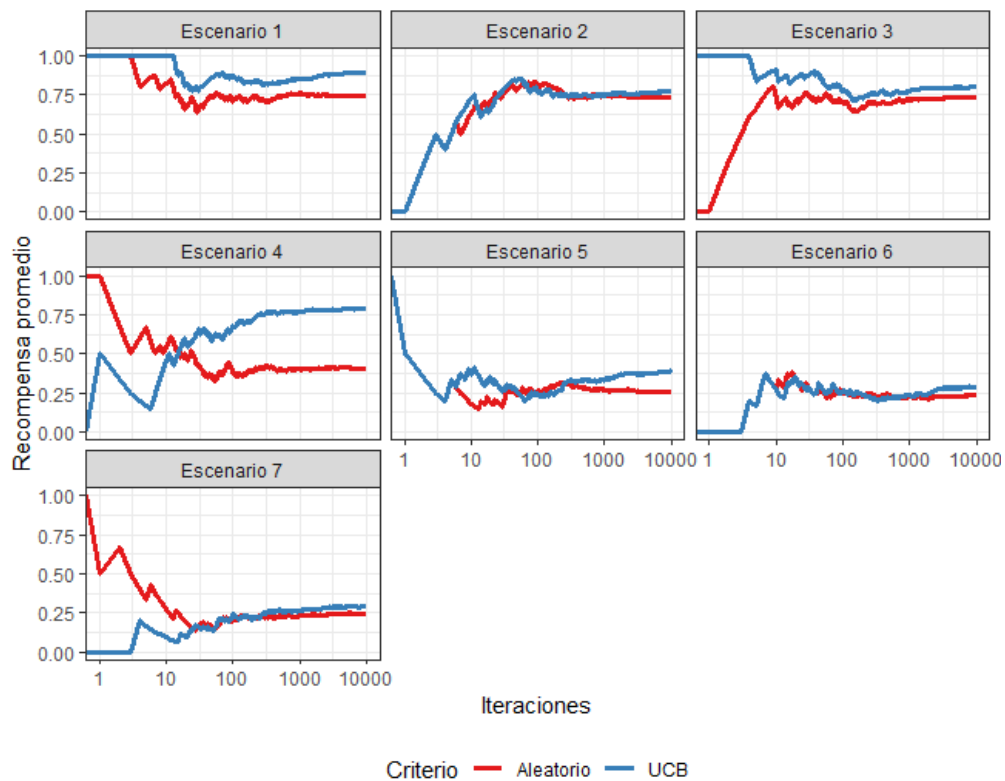 Escenario 1
Escenario 2
Escenario 3
1.00
0.75
0.50
0.25
0.00
Escenario 4
Escenario 5
Escenario 6
1.00
0.75
0.50
0.25
0.00
1 10 100 1000 10000
1 10 100 1000 10000
Escenario 7
1.00
0.75
0.50
0.25
0.00
1 10 100 1000 10000
Recompensa promedio
Iteraciones
Criterio Aleatorio UCB